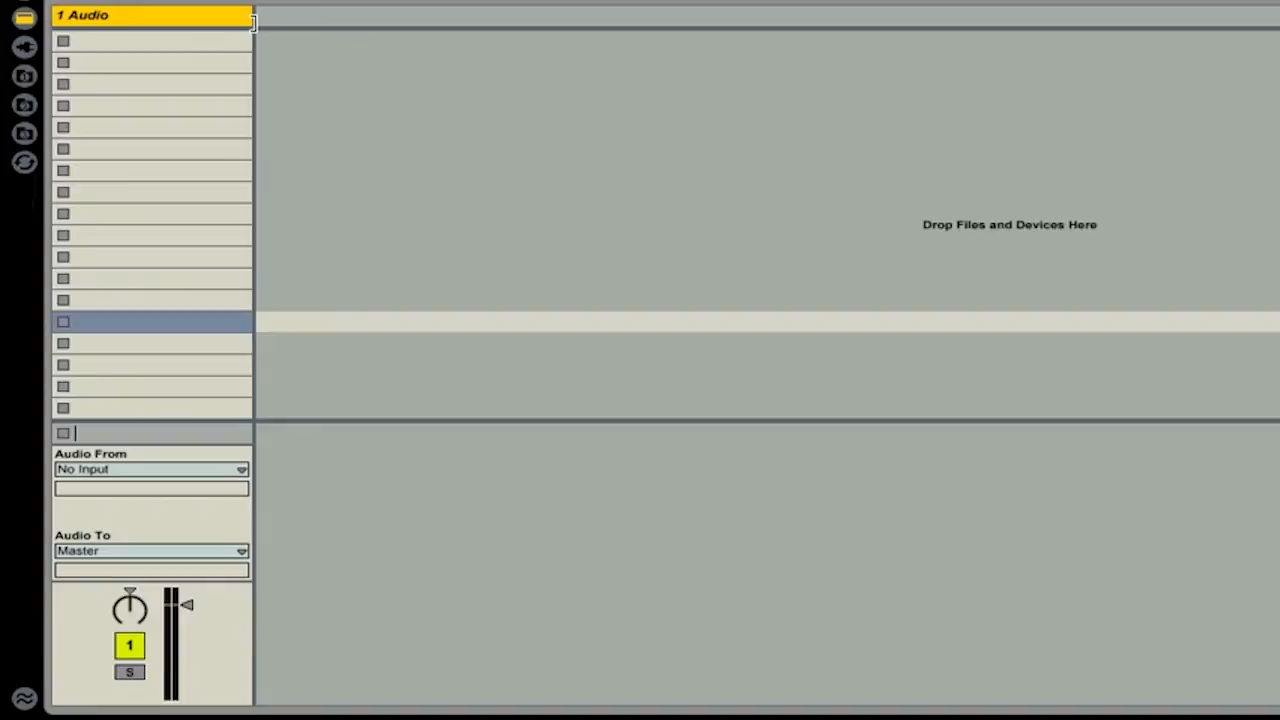 1 Audio
Drop Files and Devices Here
Audio From
No Input
Audio To
Master
1
S